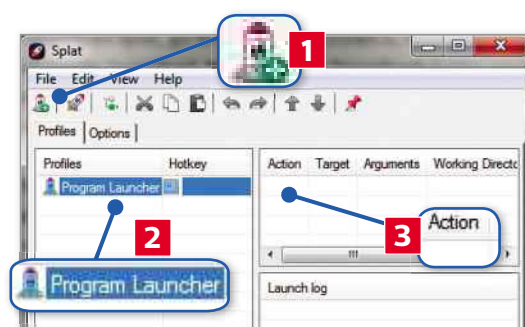 Splat
1
File Edit View Help
Profiles Options
Profiles Hotkey
Action Target Arguments Working Directo
Program Launcher
2
3
Action
Program Launcher
Launch log